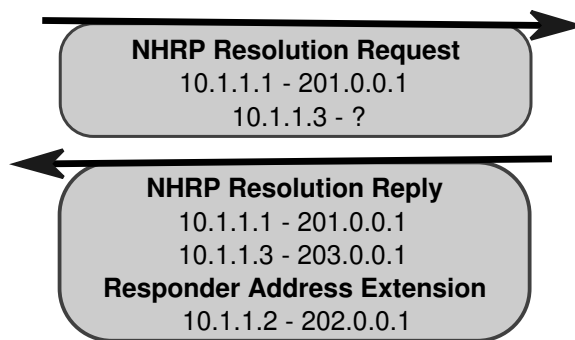 NHRP Resolution Request
10.1.1.1 - 201.0.0.1
10.1.1.3 - ?
NHRP Resolution Reply
10.1.1.1 - 201.0.0.1
10.1.1.3 - 203.0.0.1
Responder Address Extension
10.1.1.2 - 202.0.0.1